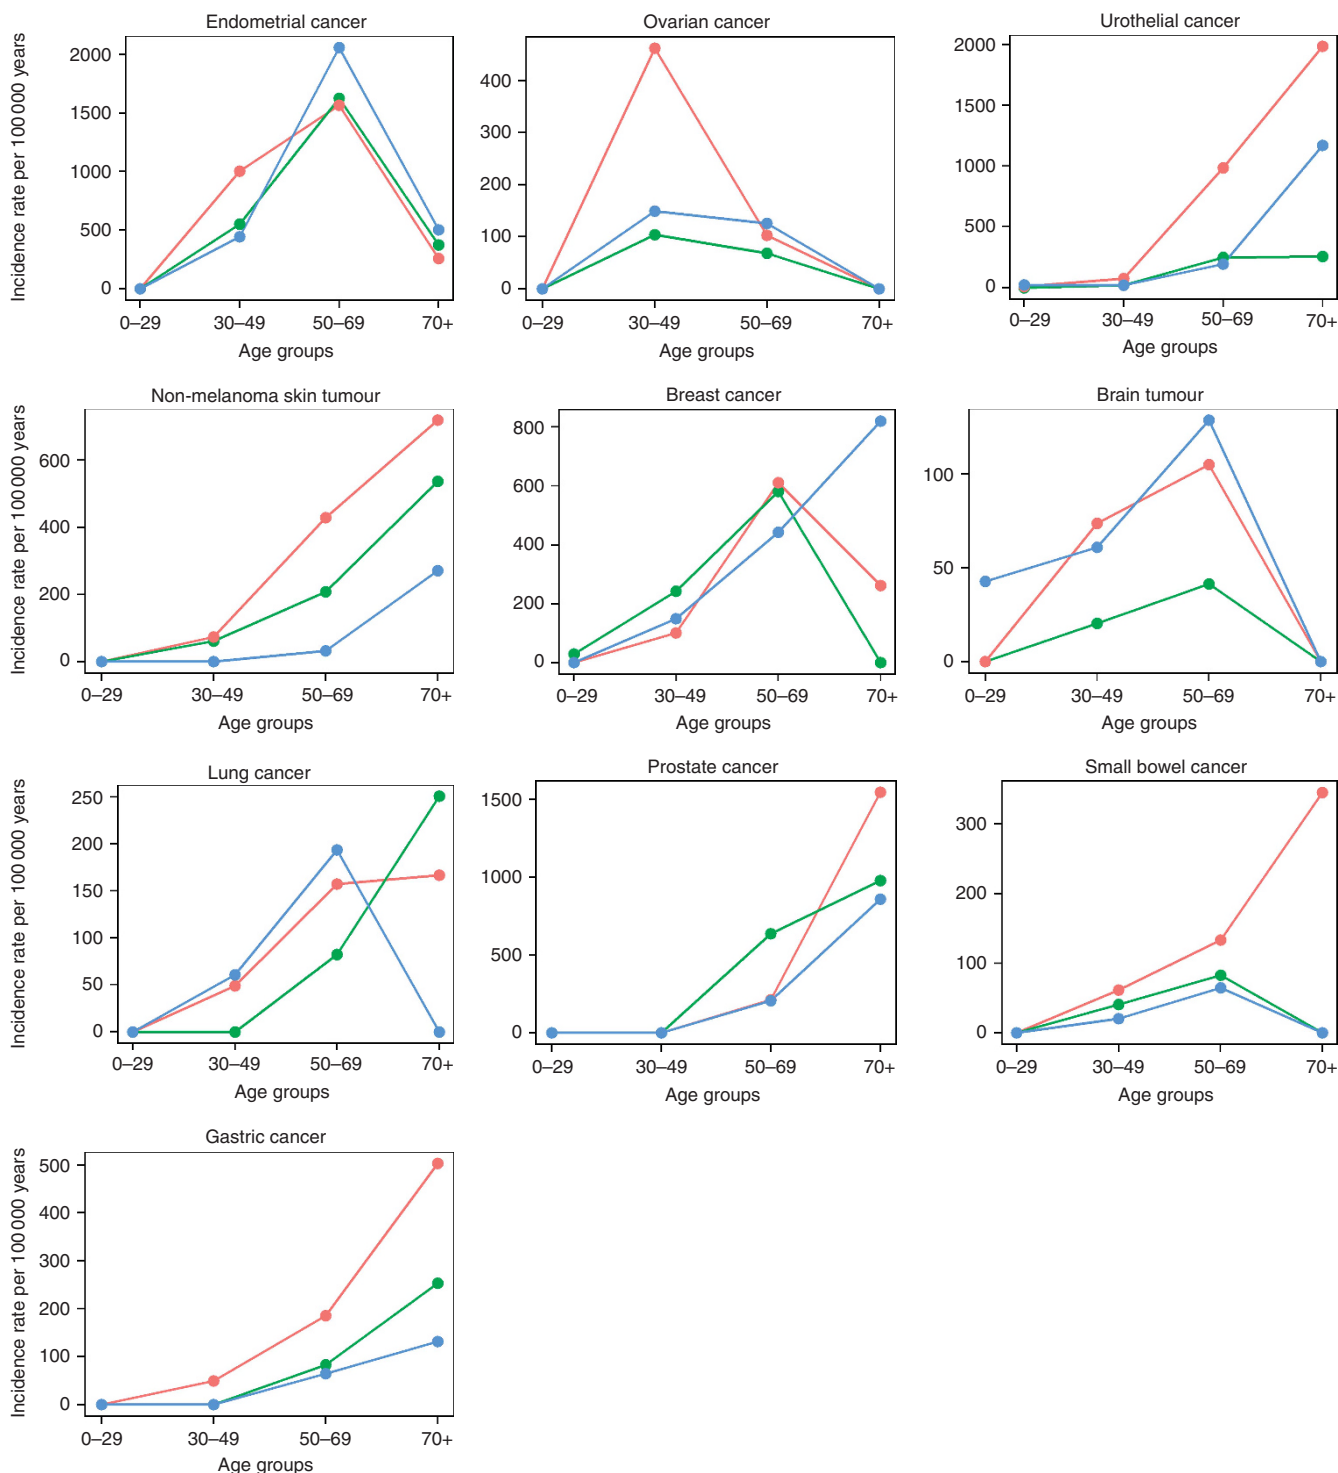 Endometrial cancer
Incidence rate per 100 000 years
2000
1500
1000
500
0
0–29 30–49 50–69 70+
Age groups
Ovarian cancer
400
300
200
100
0
0–29 30–49 50–69 70+
Age groups
Urothelial cancer
2000
1500
1000
500
0
0–29 30–49 50–69 70+
Age groups
Non-melanoma skin tumour
Incidence rate per 100 000 years
600
400
200
0
0–29 30–49 50–69 70+
Age groups
Breast cancer
800
600
400
200
0
0–29 30–49 50–69 70+
Age groups
Brain tumour
100
50
0
0–29 30–49 50–69 70+
Age groups
Lung cancer
Incidence rate per 100 000 years
250
200
150
100
50
0
0–29 30–49 50–69 70+
Age groups
Prostate cancer
1500
1000
500
0
0–29 30–49 50–69 70+
Age groups
Small bowel cancer
300
200
100
0
0–29 30–49 50–69 70+
Age groups
Gastric cancer
Incidence rate per 100 000 years
500
400
300
200
100
0
0–29 30–49 50–69 70+
Age groups